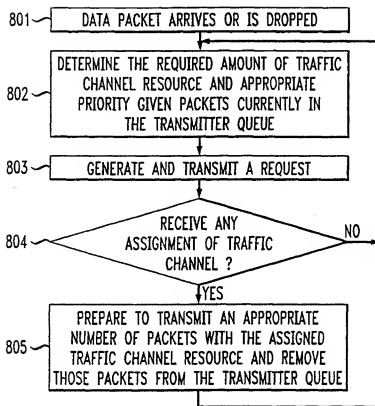 801
DATA PACKET ARRIVES OR IS DROPPED
802
DETERMINE THE REQUIRED AMOUNT OF TRAFFIC
CHANNEL RESOURCE AND APPROPRIATE
PRIORITY GIVEN PACKETS CURRENTLY IN
THE TRANSMITTER QUEUE
803
GENERATE AND TRANSMIT A REQUEST
804
RECEIVE ANY
ASSIGNMENT OF TRAFFIC
CHANNEL ?
NO
YES
805
PREPARE TO TRANSMIT AN APPROPRIATE
NUMBER OF PACKETS WITH THE ASSIGNED
TRAFFIC CHANNEL RESOURCE AND REMOVE
THOSE PACKETS FROM THE TRANSMITTER QUEUE